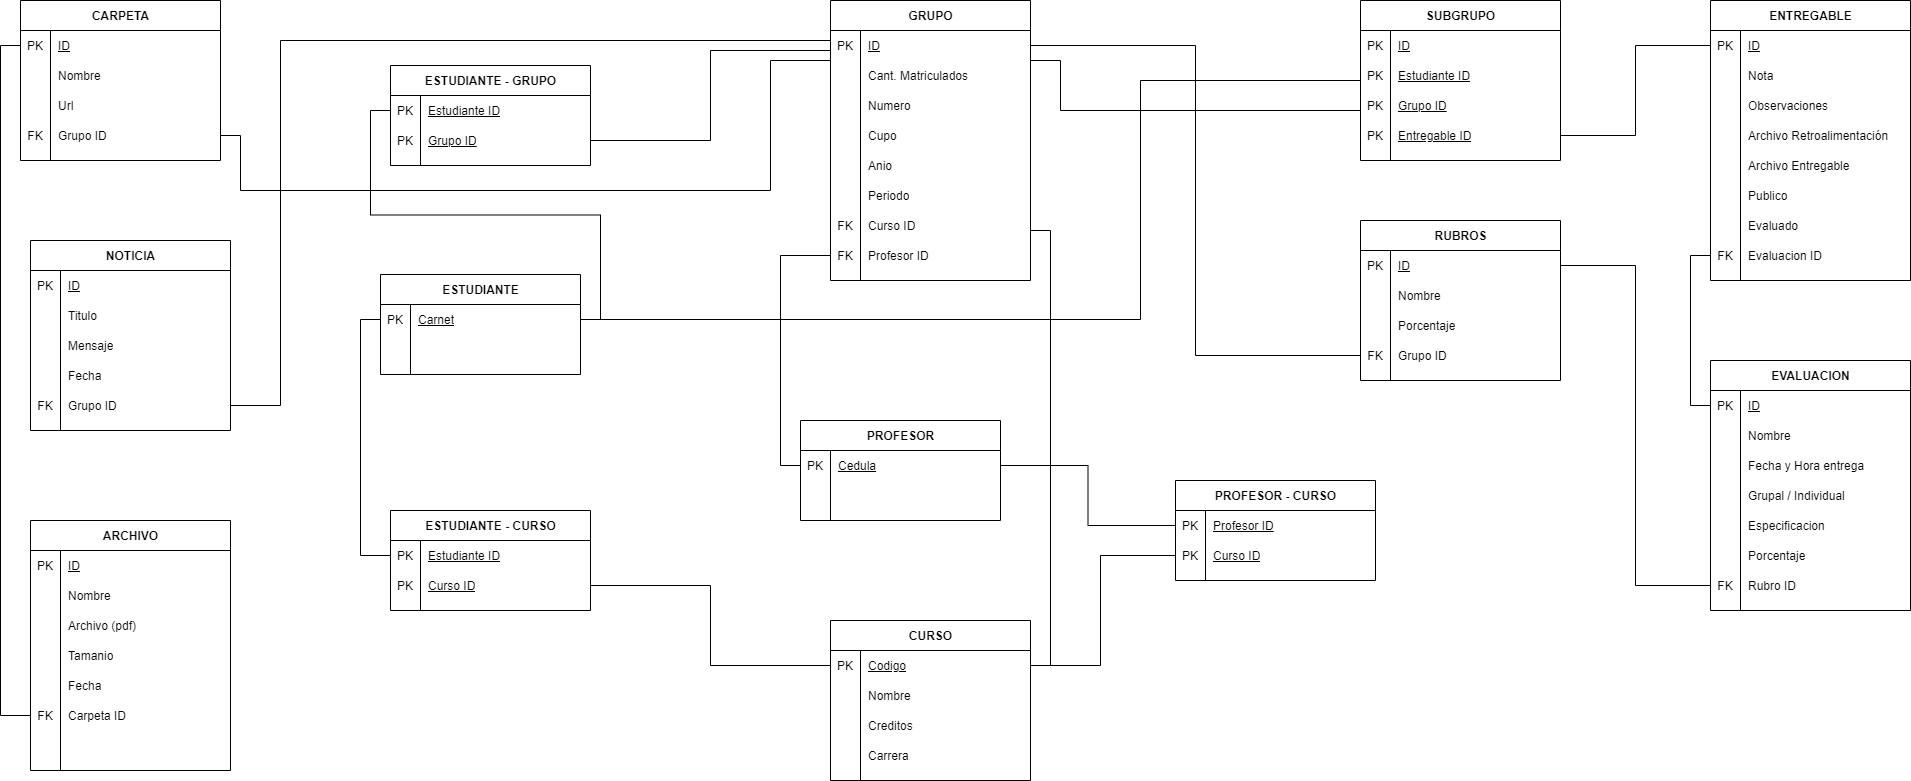 CARPETA
PK ID
Nombre
Url
FK Grupo ID
NOTICIA
PK ID
Titulo
Mensaje
Fecha
FK Grupo ID
ARCHIVO
PK ID
Nombre
Archivo (pdf)
Tamanio
Fecha
FK Carpeta ID
ESTUDIANTE - GRUPO
PK Estudiante ID
PK Grupo ID
ESTUDIANTE
PK Carnet
ESTUDIANTE - CURSO
PK Estudiante ID
PK Curso ID
GRUPO
PK ID
Cant. Matriculados
Numero
Cupo
Anio
Periodo
FK Curso ID
FK Profesor ID
PROFESOR
PK Cedula
CURSO
PK Codigo
Nombre
Creditos
Carrera
PROFESOR - CURSO
PK Profesor ID
PK Curso ID
SUBGRUPO
PK ID
PK Estudiante ID
PK Grupo ID
PK Entregable ID
RUBROS
PK ID
Nombre
Porcentaje
FK Grupo ID
ENTREGABLE
PK ID
Nota
Observaciones
Archivo Retroalimentación
Archivo Entregable
Publico
Evaluado
FK Evaluacion ID
EVALUACION
PK ID
Nombre
Fecha y Hora entrega
Grupal / Individual
Especificacion
Porcentaje
FK Rubro ID